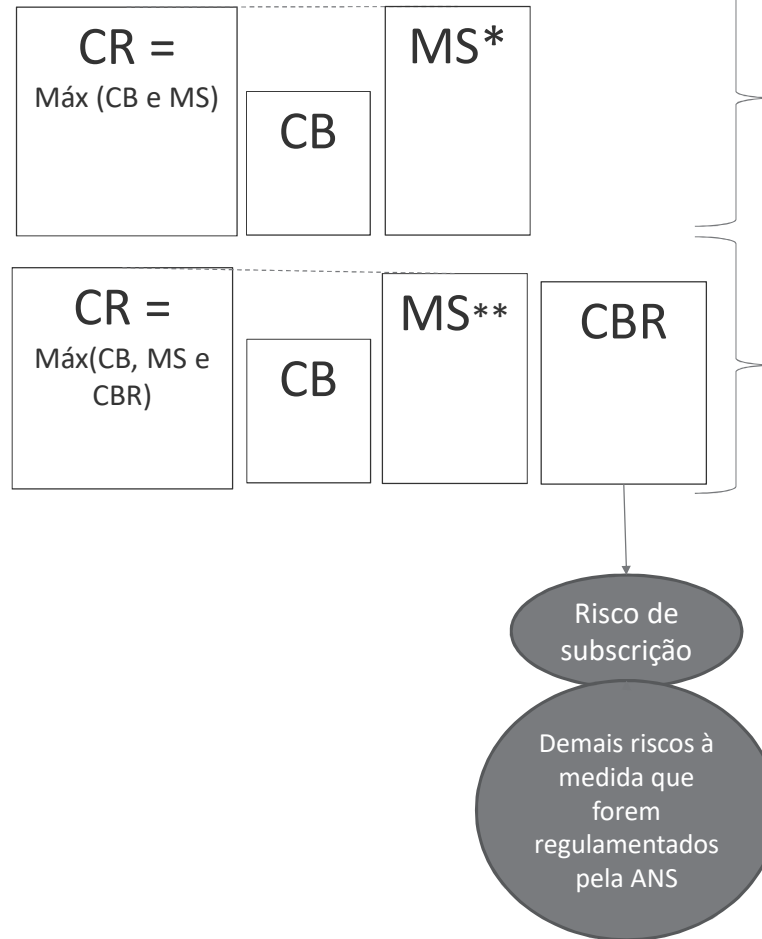 CR =
Máx (CB e MS)
CB
MS*
CR =
Máx(CB, MS e
CBR)
CB
MS**
CBR
Risco de
subscrição
Demais riscos à
medida que
forem
regulamentados
pela ANS